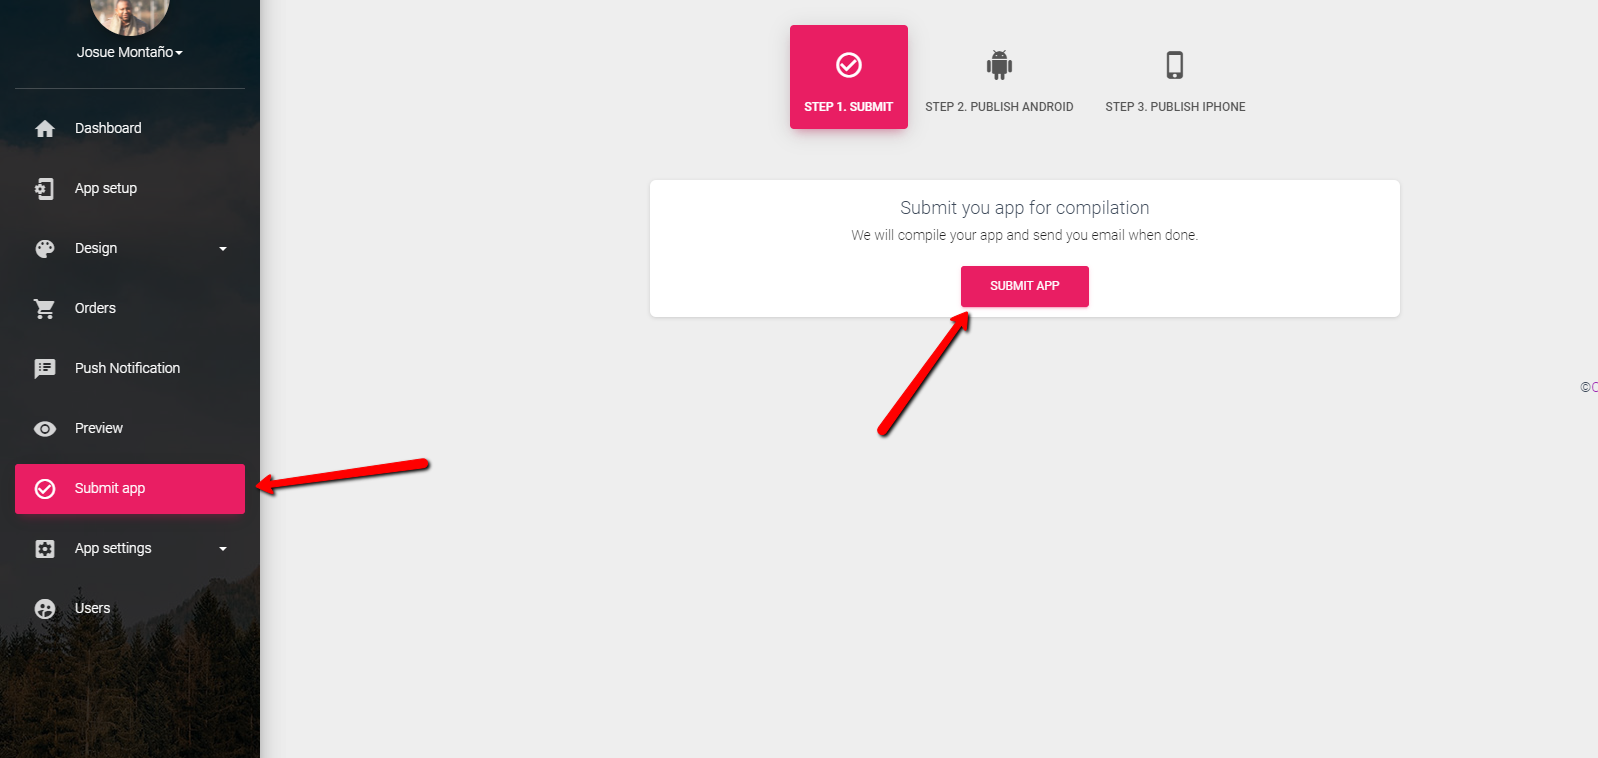 Josue Montaño
Dashboard
App setup
Design
Orders
Push Notification
Preview
Submit app
App settings
Users
STEP 1. SUBMIT
STEP 2. PUBLISH ANDROID
STEP 3. PUBLISH IPHONE
Submit you app for compilation
We will compile your app and send you email when done.
SUBMIT APP
©